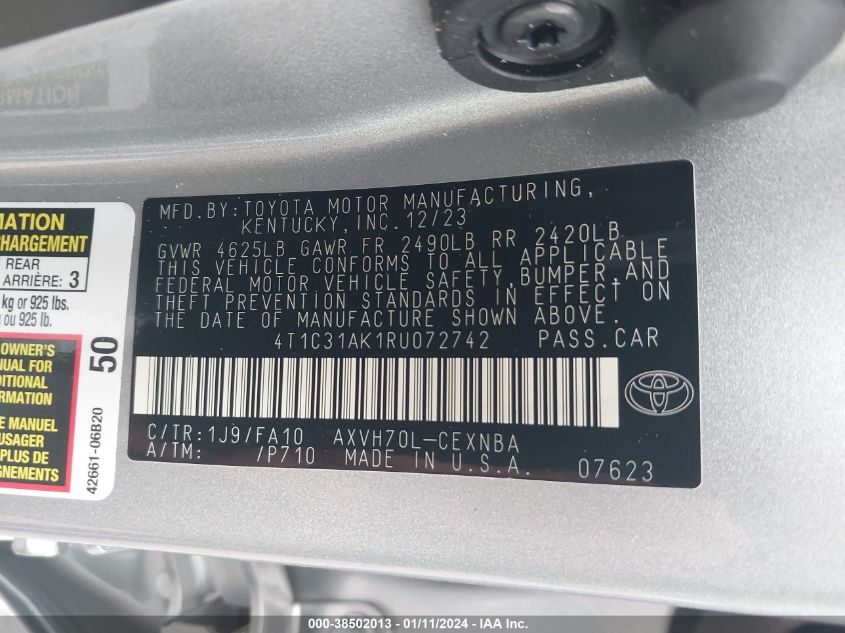 MATION
CHARGEMENT
REAR
ARRIÈRE: 3
kg or 925 lbs.
ou 925 lb.
OWNER'S
NUAL FOR
DITIONAL
ORMATION
LE MANUEL
USAGER
PLUS DE
GNEMENTS
50
42661-06B20
MFD.BY:TOYOTA MOTOR MANUFACTURING,
KENTUCKY,INC.12/23
GVWR 4625LB GAWR FR 2490LB RR 2420LB
THIS VEHICLE CONFORMS TO ALL APPLICABLE
FEDERAL MOTOR VEHICLE SAFETY,BUMPER,AND
THEFT PREVENTION STANDARDS IN EFFECT ON
THE DATE OF MANUFACTURE SHOWN ABOVE.
4T1C31AK1RU072742 PASS.CAR
C/TR:1J9/FA10 AXVH70L-CEXNBA
A/TM: /P710 MADE IN U.S.A. 07623
000-38502013 - 01/11/2024 - IAA Inc.